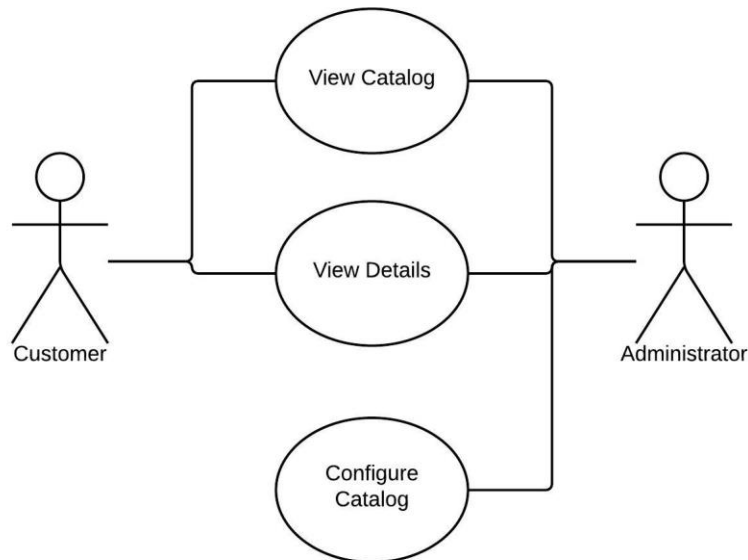 View Catalog
View Details
Customer
Administrator
Configure
Catalog